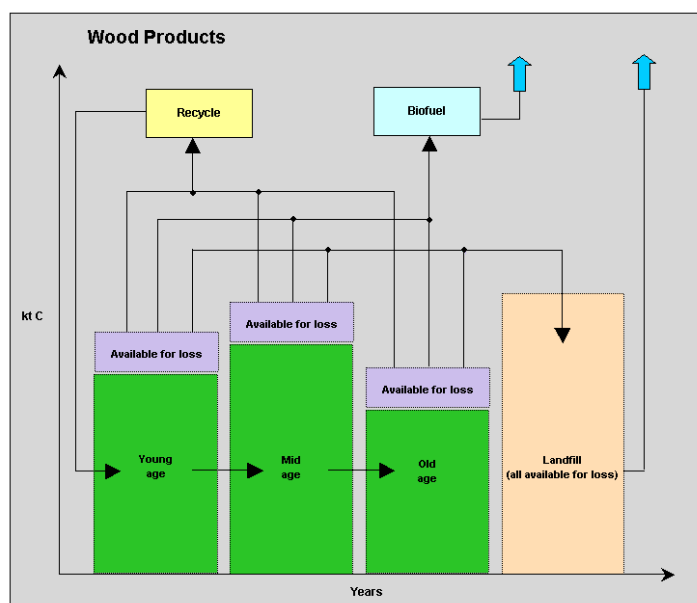 Wood Products
Recycle
Biofuel
kt C
Available for loss
Available for loss
Available for loss
Young
age
Mid
age
Old
age
Landfill
(all available for loss)
Years